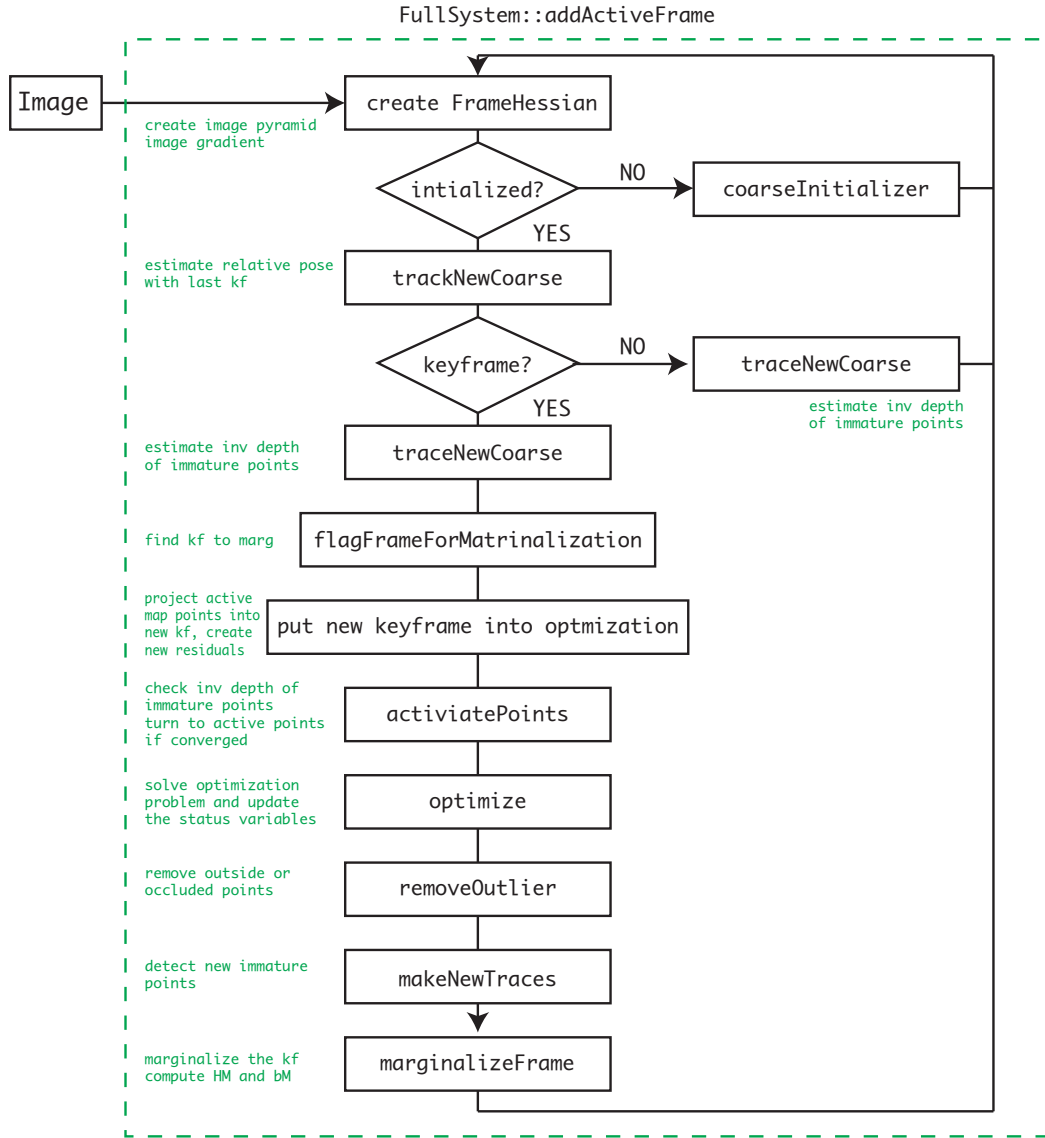 FullSystem::addActiveFrame
Image
create FrameHessian
create image pyramid
image gradient
intialized?
NO
coarseInitializer
YES
estimate relative pose
with last kf
trackNewCoarse
keyframe?
NO
traceNewCoarse
estimate inv depth
of immature points
YES
estimate inv depth
of immature points
traceNewCoarse
find kf to marg
flagFrameForMatrinalization
project active
map points into
new kf, create
new residuals
put new keyframe into optmization
check inv depth of
immature points
turn to active points
if converged
activiatePoints
solve optimization
problem and update
the status variables
optimize
remove outside or
occluded points
removeOutlier
detect new immature
points
makeNewTraces
marginalize the kf
compute HM and bM
marginalizeFrame